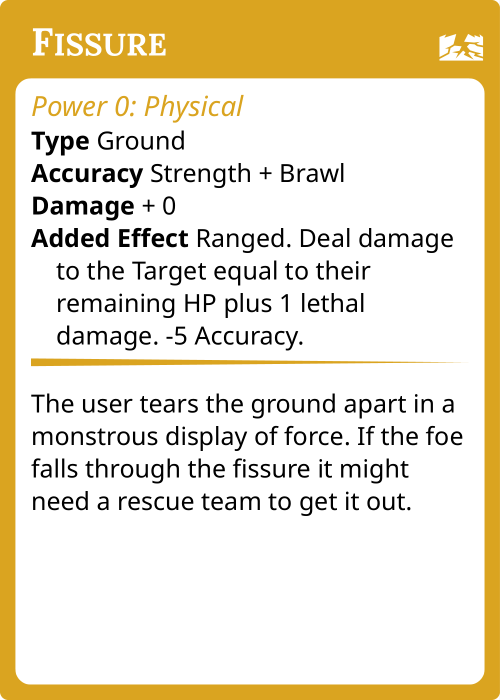 FISSURE
Power 0: Physical
Type Ground
Accuracy Strength + Brawl
Damage + 0
Added Effect Ranged. Deal damage
to the Target equal to their
remaining HP plus 1 lethal
damage. -5 Accuracy.
The user tears the ground apart in a
monstrous display of force. If the foe
falls through the fissure it might
need a rescue team to get it out.